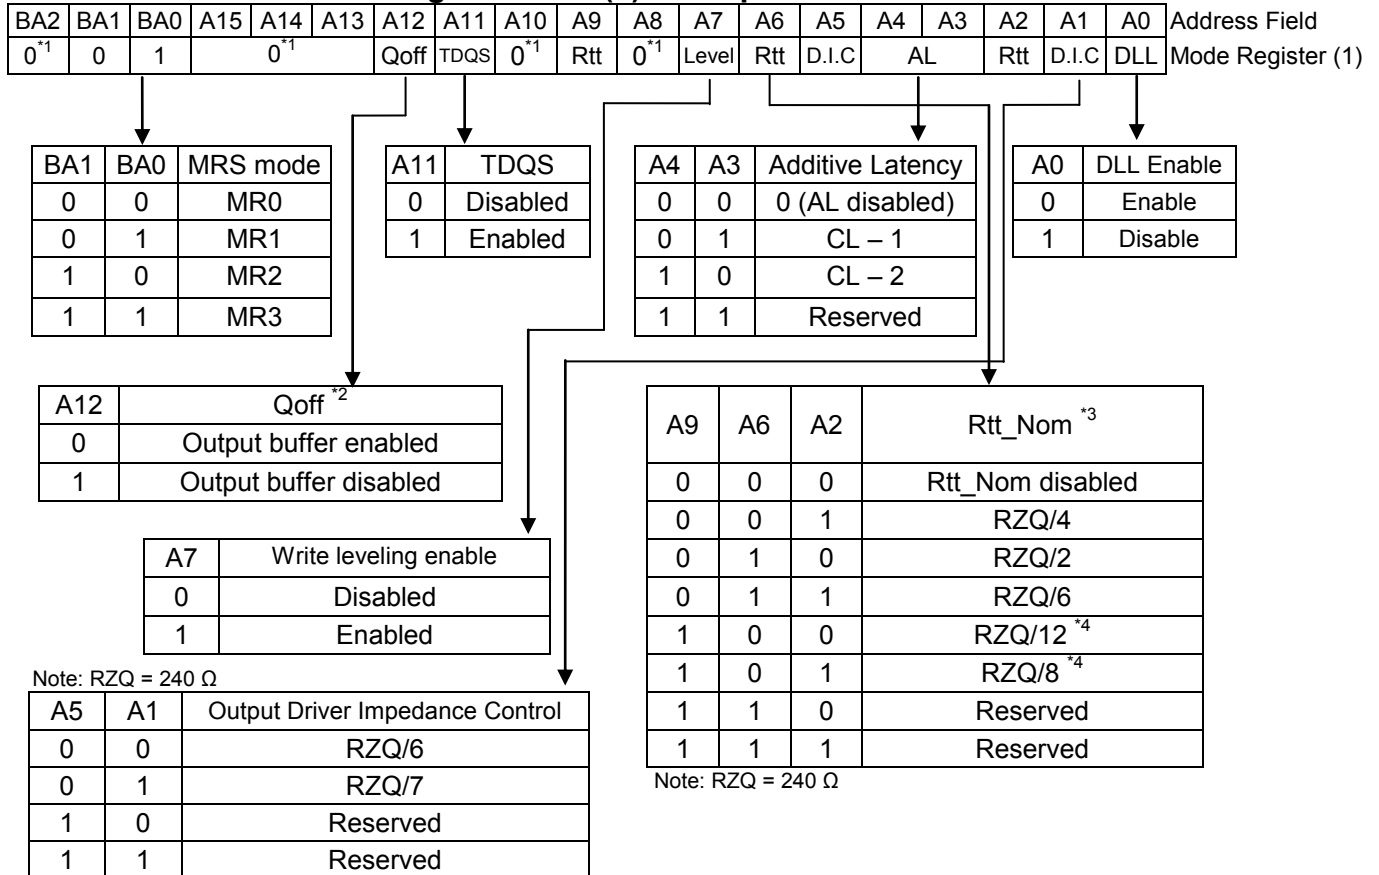 BA2 BA1 BA0 A15 A14 A13 A12 A11 A10 A9 A8 A7 A6 A5 A4 A3 A2 A1 A0 Address Field
0*1 0 1 0*1 Qoff TDQS 0*1 Rtt 0*1 Level Rtt D.I.C AL Rtt D.I.C DLL Mode Register (1)
BA1 BA0 MRS mode
0 0 MR0
0 1 MR1
1 0 MR2
1 1 MR3
A11 TDQS
0 Disabled
1 Enabled
A4 A3 Additive Latency
0 0 0 (AL disabled)
0 1 CL – 1
1 0 CL – 2
1 1 Reserved
A0 DLL Enable
0 Enable
1 Disable
A12 Qoff *2
0 Output buffer enabled
1 Output buffer disabled
A9 A6 A2 Rtt_Nom *3
0 0 0 Rtt_Nom disabled
0 0 1 RZQ/4
0 1 0 RZQ/2
0 1 1 RZQ/6
1 0 0 RZQ/12 *4
1 0 1 RZQ/8 *4
1 1 0 Reserved
1 1 1 Reserved
Note: RZQ = 240 Ω
A7 Write leveling enable
0 Disabled
1 Enabled
Note: RZQ = 240 Ω
A5 A1 Output Driver Impedance Control
0 0 RZQ/6
0 1 RZQ/7
1 0 Reserved
1 1 Reserved